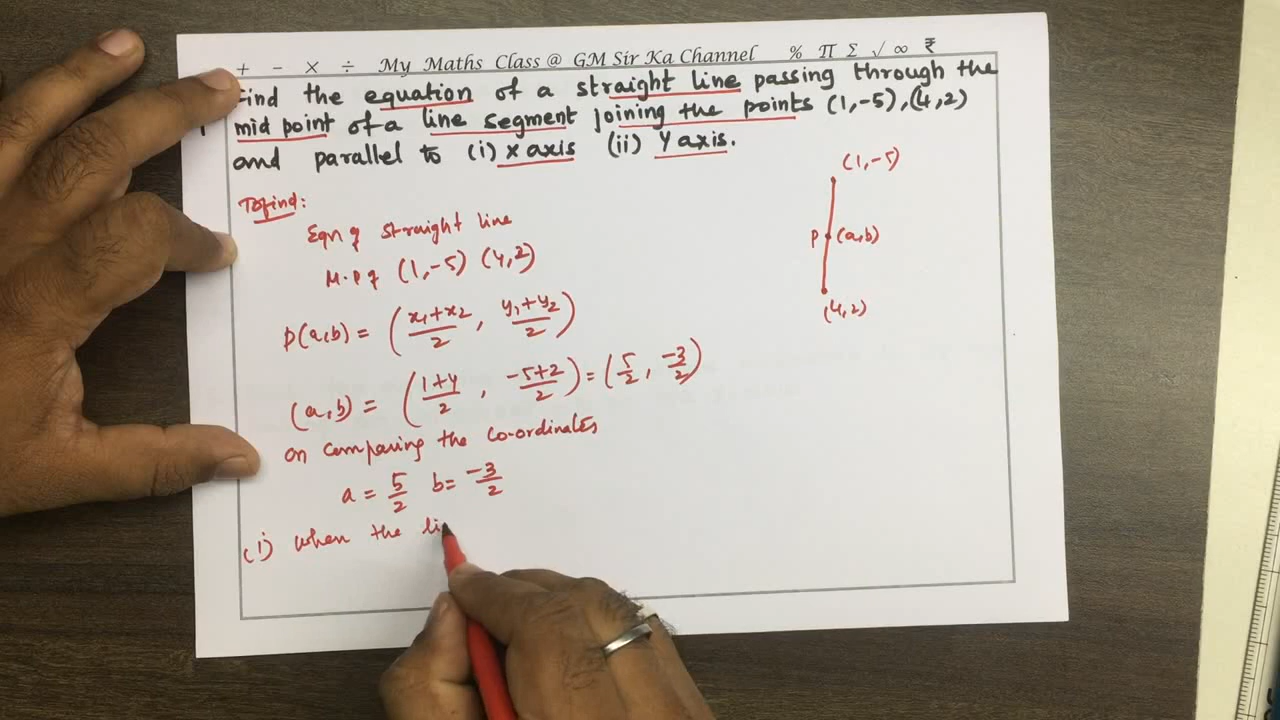 + − × ÷ My Maths Class @ GM Sir Ka Channel % Π Σ √ ∞ ₹
Find the equation of a straight line passing through the
mid point of a line segment joining the points (1,-5),(4,2)
and parallel to (i) X axis (ii) Y axis.
To find:
Eqn of straight line
M.P of (1,-5) (4,2)
P(a,b) = (x₁+x₂/2, y₁+y₂/2)
(a,b) = (1+4/2, -5+2/2) = (5/2, -3/2)
on comparing the co-ordinates
a = 5/2 b = -3/2
(i) when the li
(1,-5)
P (a,b)
(4,2)